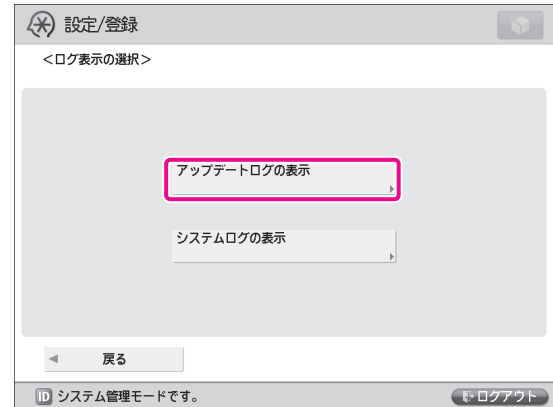 設定/登録
＜ログ表示の選択＞
アップデートログの表示
システムログの表示
戻る
ID システム管理モードです。
ログアウト